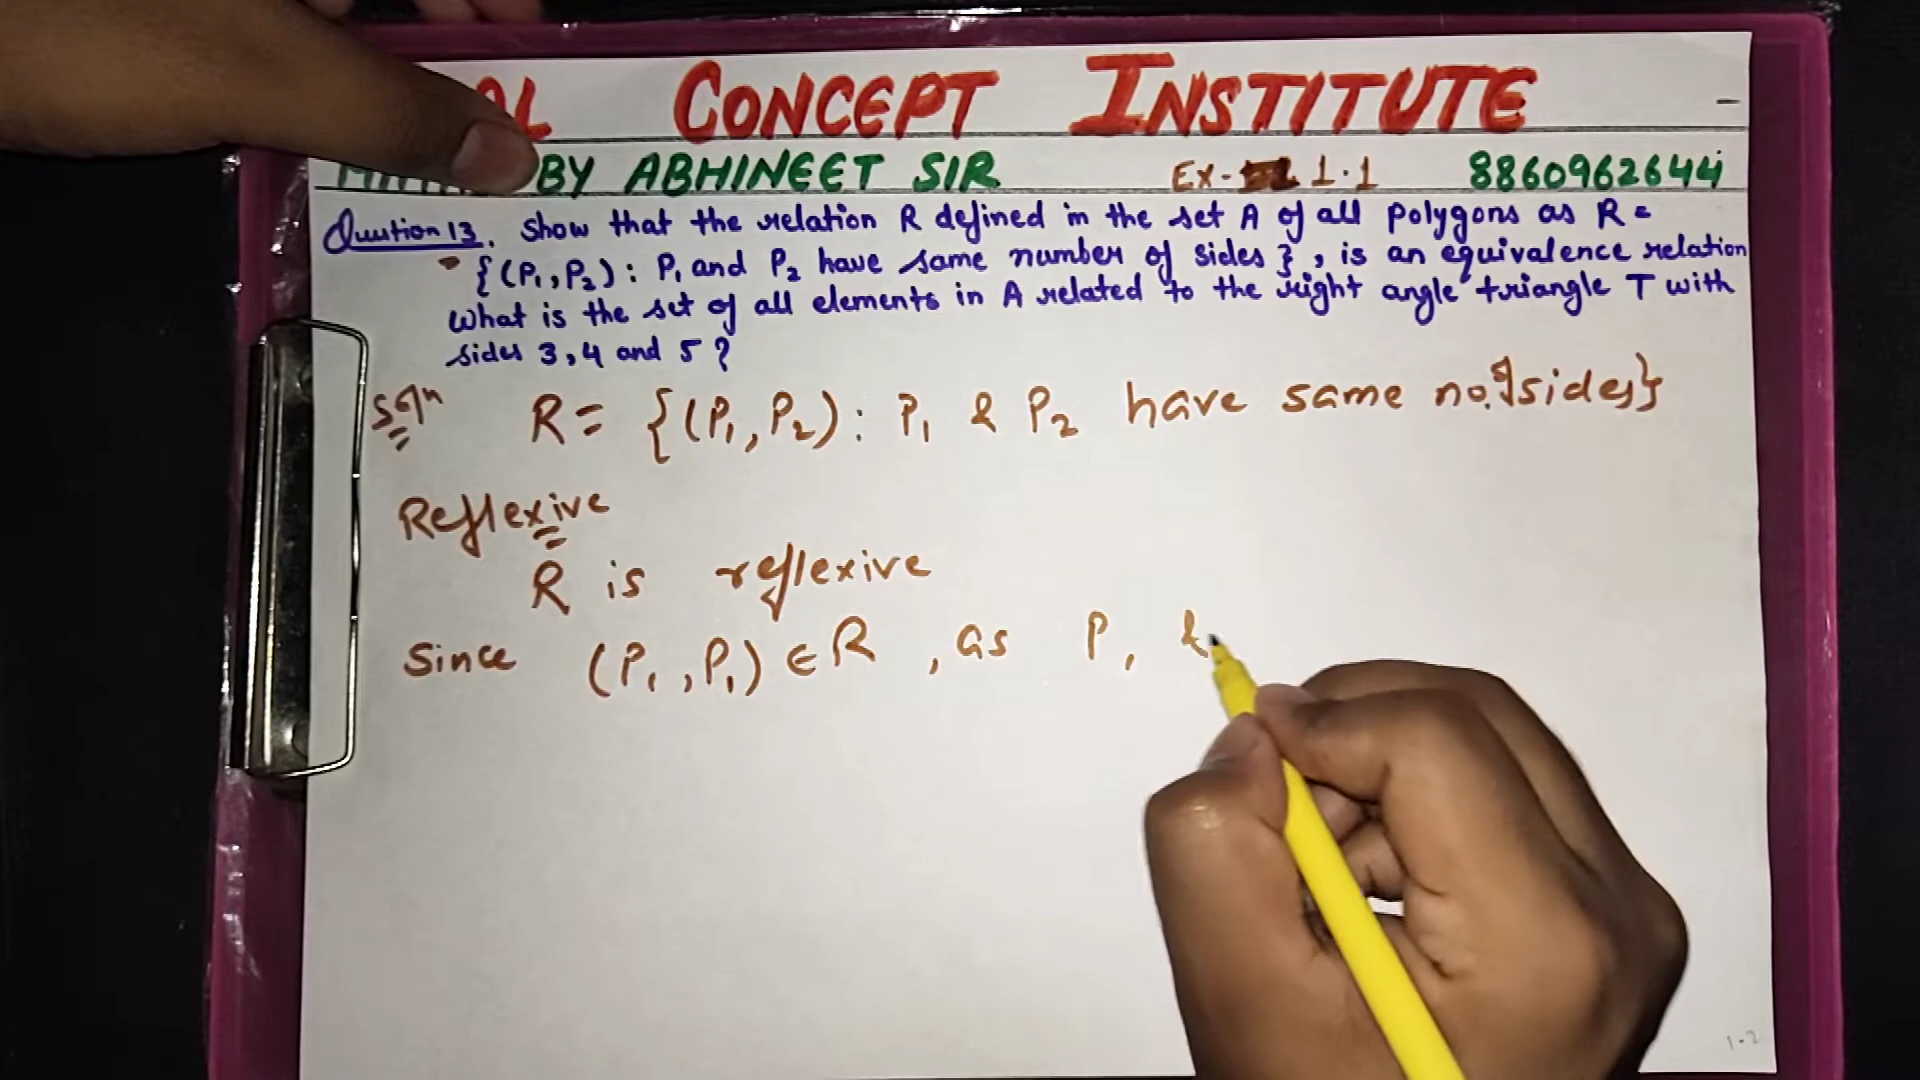 CONCEPT INSTITUTE
BY ABHINEET SIR Ex- 1.1 8860962644
Question 13. Show that the relation R defined in the set A of all polygons as R =
{(P₁,P₂): P₁ and P₂ have same number of sides}, is an equivalence relation
What is the set of all elements in A related to the right angle triangle T with
sides 3,4 and 5?
Solⁿ R= {(P₁,P₂): P₁ & P₂ have same no. of sides}
Reflexive
R is reflexive
Since (P₁,P₁) ∈ R , as P₁ &
1-2